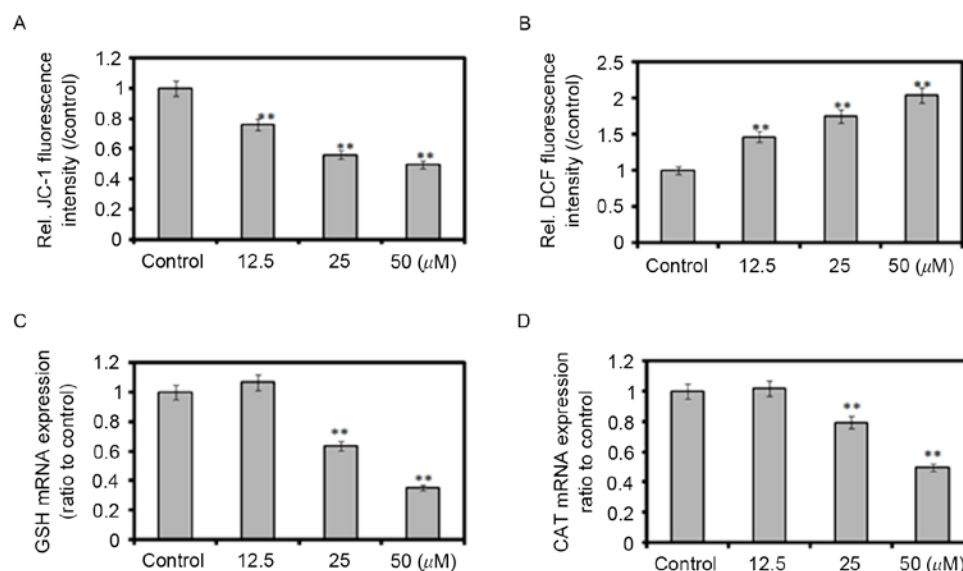 A
Rel. JC-1 fluorescence
intensity (/control)
1.2
1
0.8
0.6
0.4
0.2
0
**
**
**
Control 12.5 25 50 (μM)
B
Rel. DCF fluorescence
intensity (/control)
2.5
2
1.5
1
0.5
0
**
**
**
Control 12.5 25 50 (μM)
C
GSH mRNA expression
(ratio to control)
1.2
1
0.8
0.6
0.4
0.2
0
**
**
Control 12.5 25 50 (μM)
D
CAT mRNA expression
ratio to control
1.2
1
0.8
0.6
0.4
0.2
0
**
**
Control 12.5 25 50 (μM)